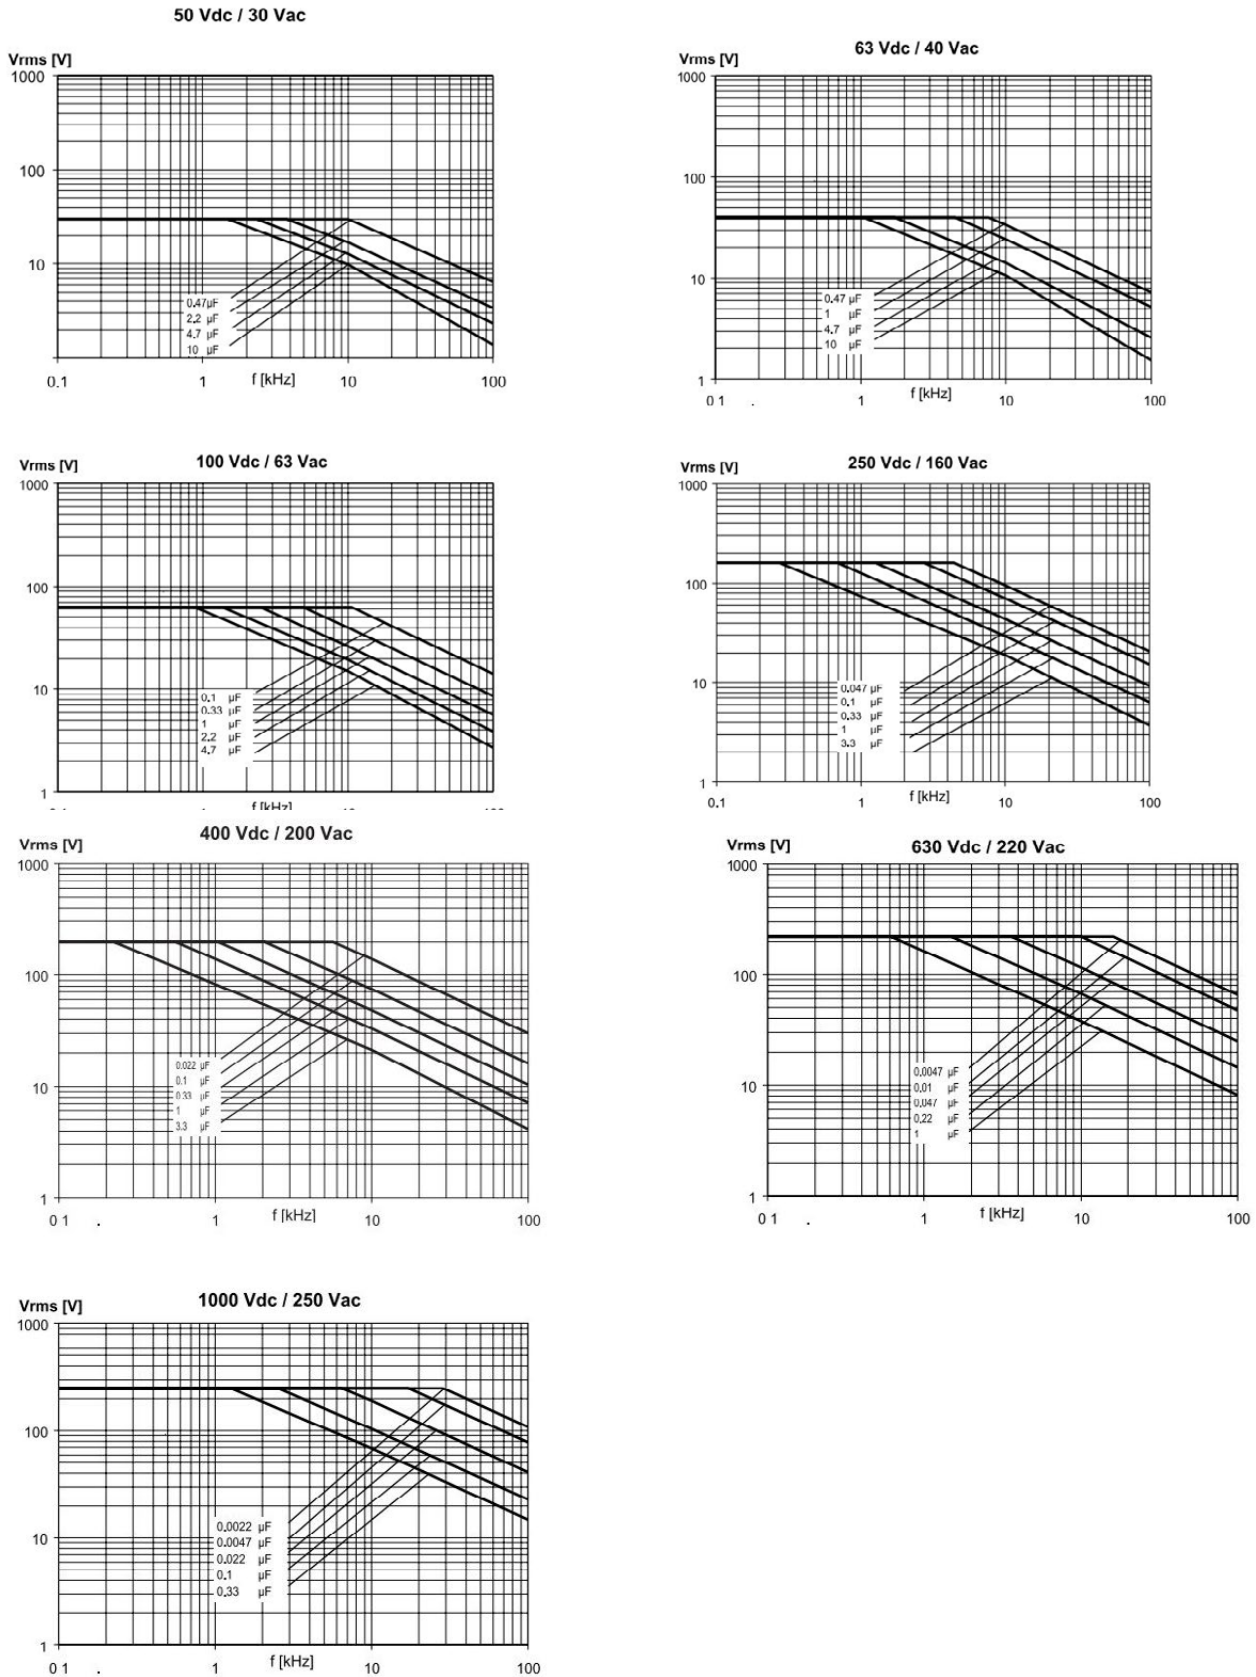 50 Vdc / 30 Vac
Vrms [V]
1000
100
10
0.47µF
2.2 µF
4.7 µF
10 µF
0.1 1 f [kHz] 10 100
63 Vdc / 40 Vac
Vrms [V]
1000
100
10
1
0.47 µF
1 µF
4.7 µF
10 µF
0 1 . 1 f [kHz] 10 100
100 Vdc / 63 Vac
Vrms [V]
1000
100
10
1
0.1 µF
0.33 µF
1 µF
2.2 µF
4.7 µF
f [kHz]
250 Vdc / 160 Vac
Vrms [V]
1000
100
10
1
0.047 µF
0.1 µF
0.33 µF
1 µF
3.3 µF
0.1 1 f [kHz] 10 100
400 Vdc / 200 Vac
Vrms [V]
1000
100
10
1
0.022 µF
0.1 µF
0.33 µF
1 µF
3.3 µF
0 1 . 1 f [kHz] 10 100
630 Vdc / 220 Vac
Vrms [V]
1000
100
10
1
0.0047 µF
0.01 µF
0.047 µF
0.22 µF
1 µF
0 1 . 1 f [kHz] 10 100
1000 Vdc / 250 Vac
Vrms [V]
1000
100
10
1
0.0022 µF
0.0047 µF
0.022 µF
0.1 µF
0.33 µF
0 1 . 1 f [kHz] 10 100